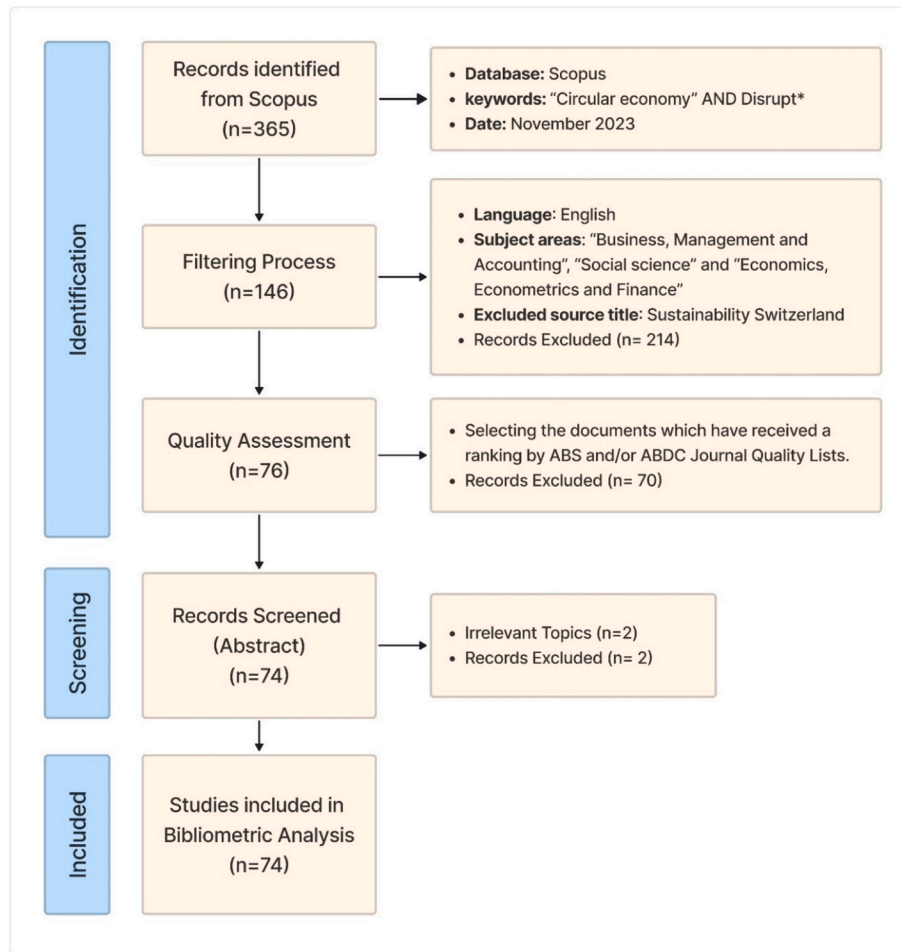 Identification
Records identified
from Scopus
(n=365)
• Database: Scopus
• keywords: “Circular economy” AND Disrupt*
• Date: November 2023
Filtering Process
(n=146)
• Language: English
• Subject areas: “Business, Management and
Accounting”, “Social science” and “Economics,
Econometrics and Finance”
• Excluded source title: Sustainability Switzerland
• Records Excluded (n= 214)
Quality Assessment
(n=76)
• Selecting the documents which have received a
ranking by ABS and/or ABDC Journal Quality Lists.
• Records Excluded (n= 70)
Screening
Records Screened
(Abstract)
(n=74)
• Irrelevant Topics (n=2)
• Records Excluded (n= 2)
Included
Studies included in
Bibliometric Analysis
(n=74)